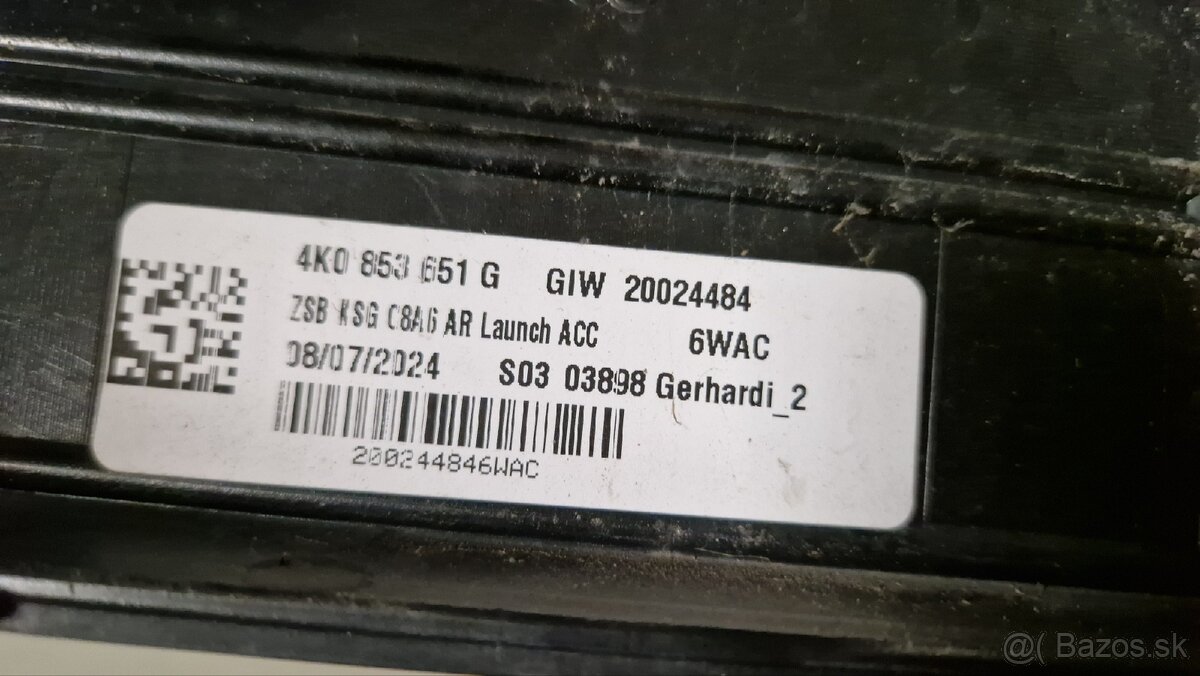 4K0 853 651 G GIW 20024484
ZSB KSG C8A6 AR Launch ACC 6WAC
08/07/2024 S03 03898 Gerhardi_2
200244846WAC
@( Bazos.sk